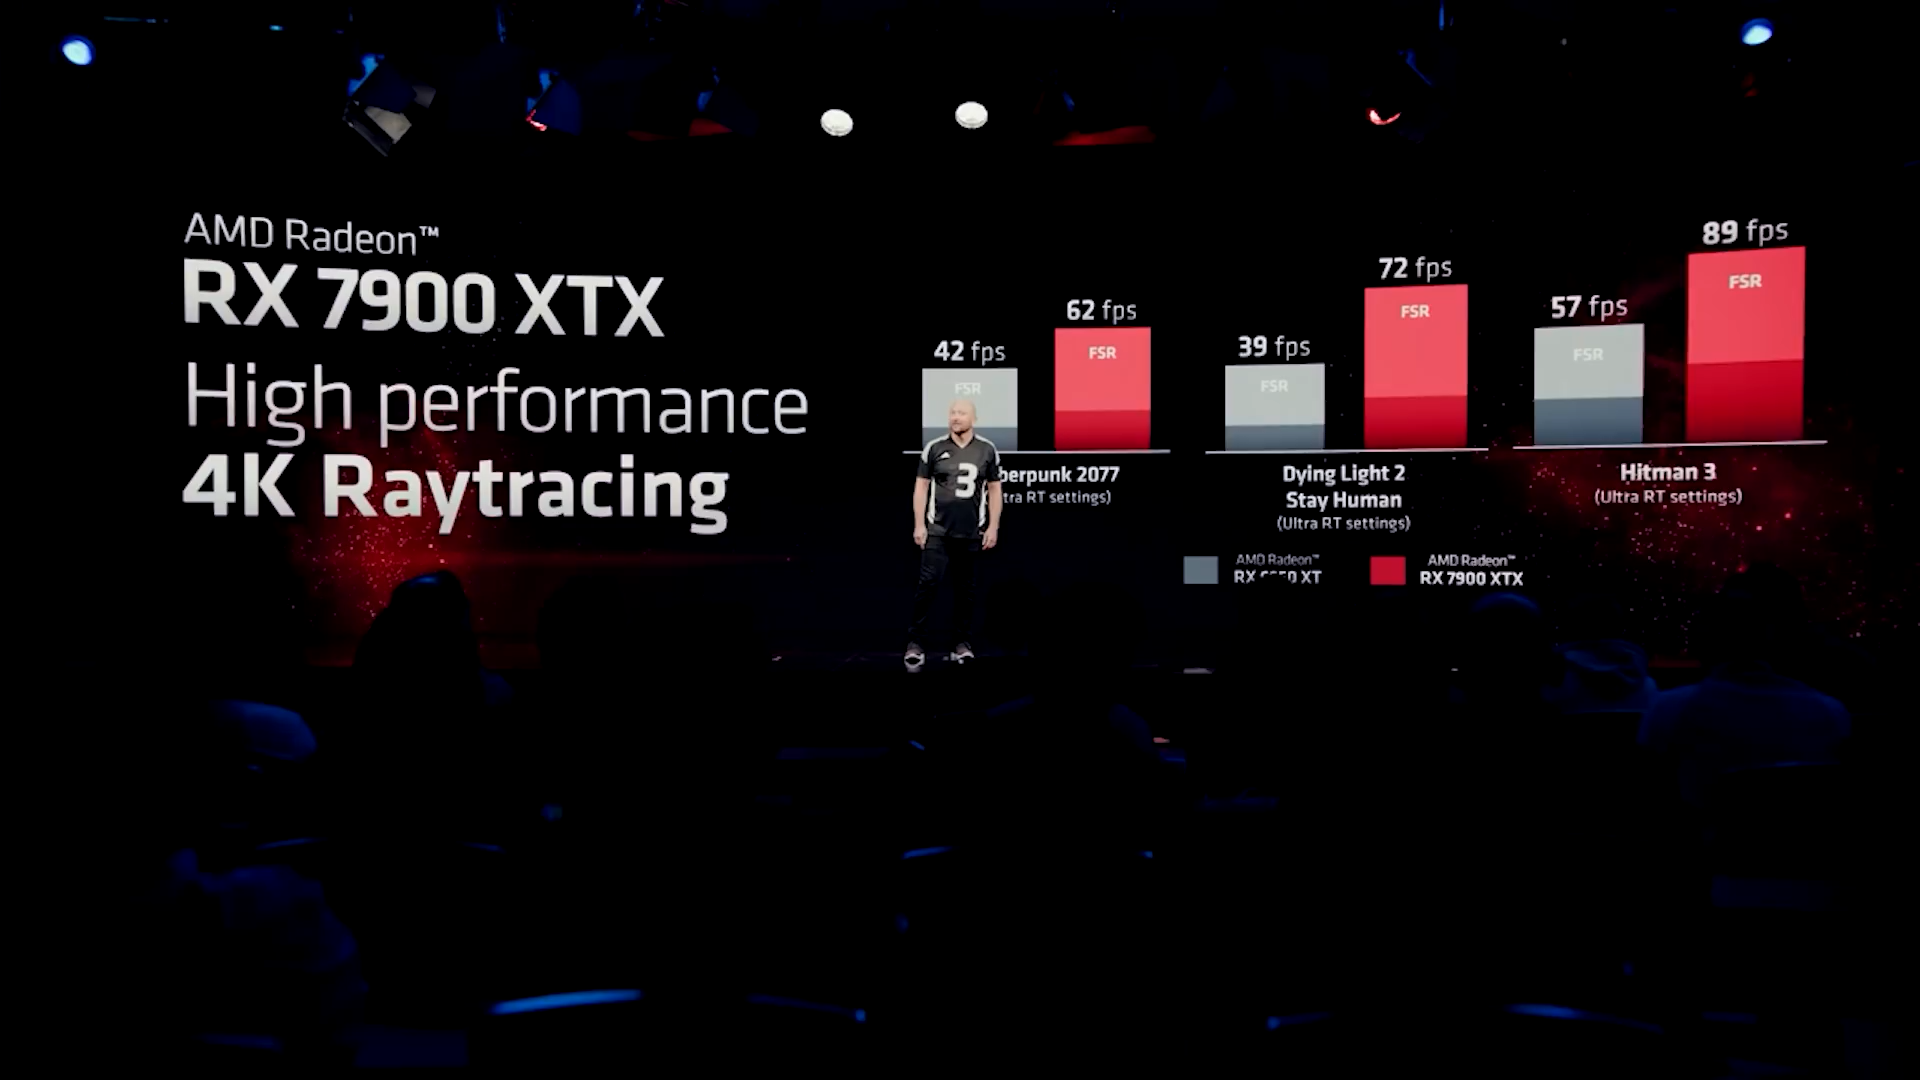 AMD Radeon™
RX 7900 XTX
High performance
4K Raytracing
42 fps
FSR
62 fps
FSR
berpunk 2077
tra RT settings)
39 fps
FSR
72 fps
FSR
Dying Light 2
Stay Human
(Ultra RT settings)
57 fps
FSR
89 fps
FSR
Hitman 3
(Ultra RT settings)
AMD Radeon™
RX XT
AMD Radeon™
RX 7900 XTX
3